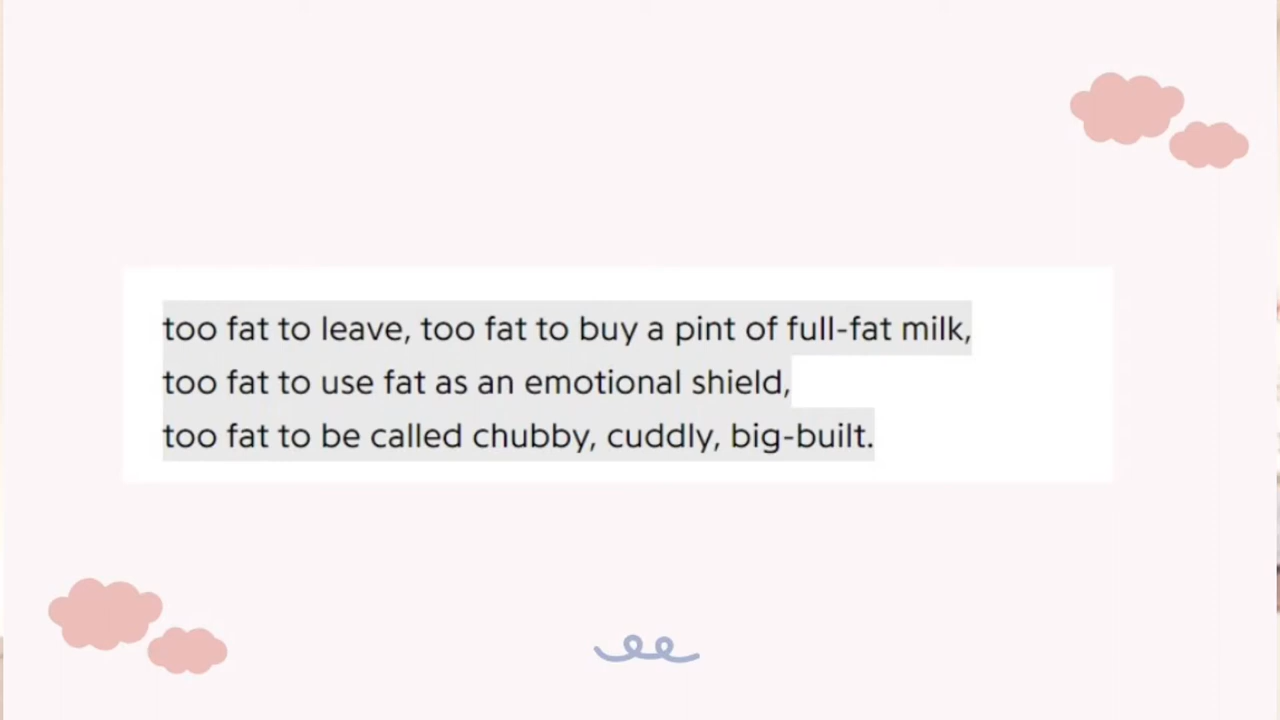 too fat to leave, too fat to buy a pint of full-fat milk,
too fat to use fat as an emotional shield,
too fat to be called chubby, cuddly, big-built.